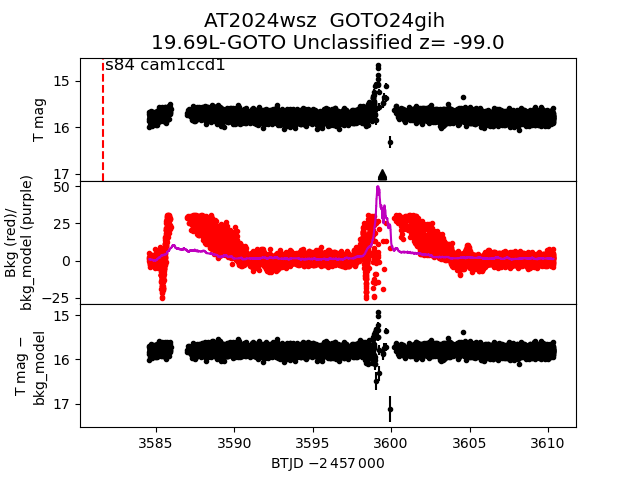 AT2024wsz GOTO24gih
19.69L-GOTO Unclassified z= -99.0
s84 cam1ccd1
T mag
15
16
17
Bkg (red)/
bkg_model (purple)
50
25
0
−25
T mag −
bkg_model
15
16
17
3585 3590 3595 3600 3605 3610
BTJD −2 457 000